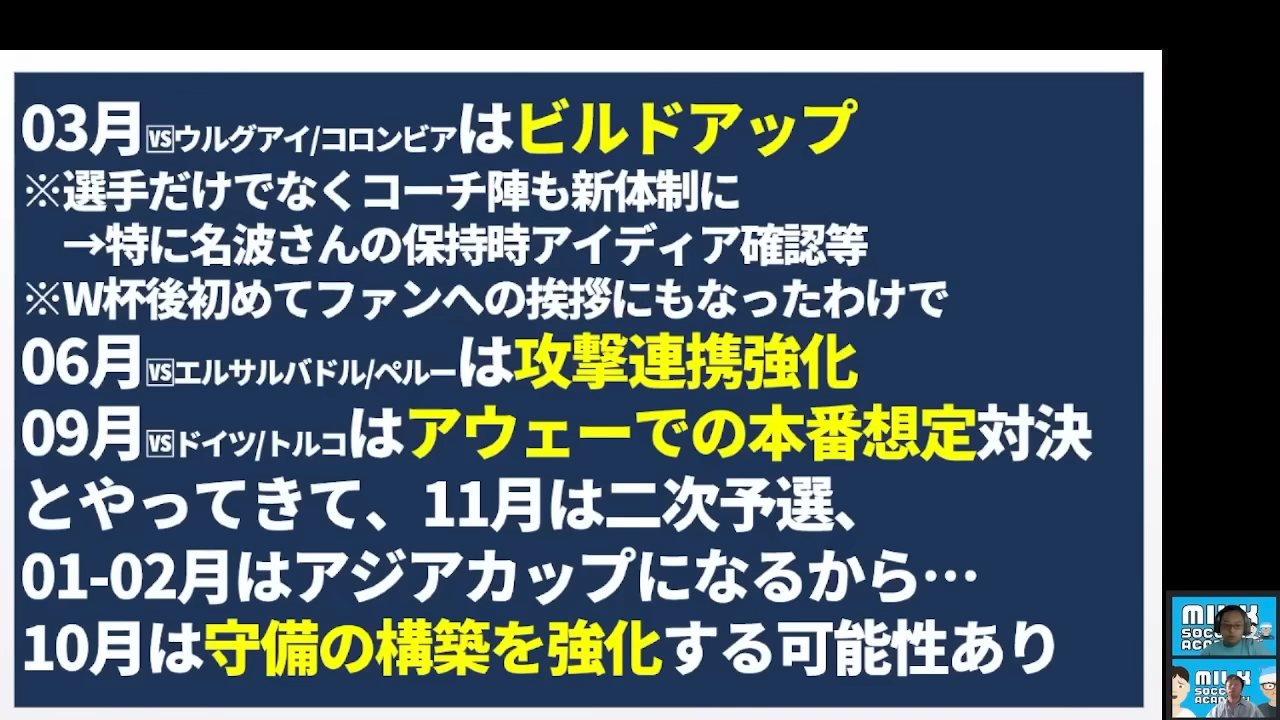 03月🆚ウルグアイ/コロンビアはビルドアップ
※選手だけでなくコーチ陣も新体制に
→特に名波さんの保持時アイディア確認等
※W杯後初めてファンへの挨拶にもなったわけで
06月🆚エルサルバドル/ペルーは攻撃連携強化
09月🆚ドイツ/トルコはアウェーでの本番想定対決
とやってきて、11月は二次予選、
01-02月はアジアカップになるから…
10月は守備の構築を強化する可能性あり